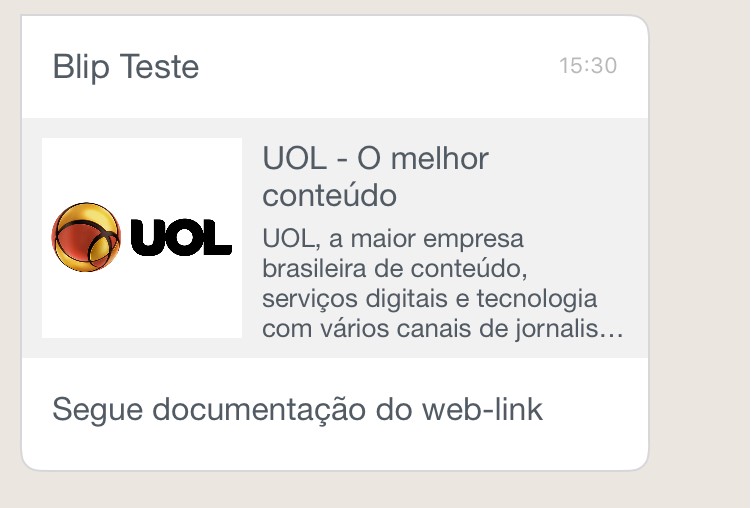 Blip Teste
15:30
UOL - O melhor
conteúdo
UOL, a maior empresa
brasileira de conteúdo,
serviços digitais e tecnologia
com vários canais de jornalis...
UOL
Segue documentação do web-link